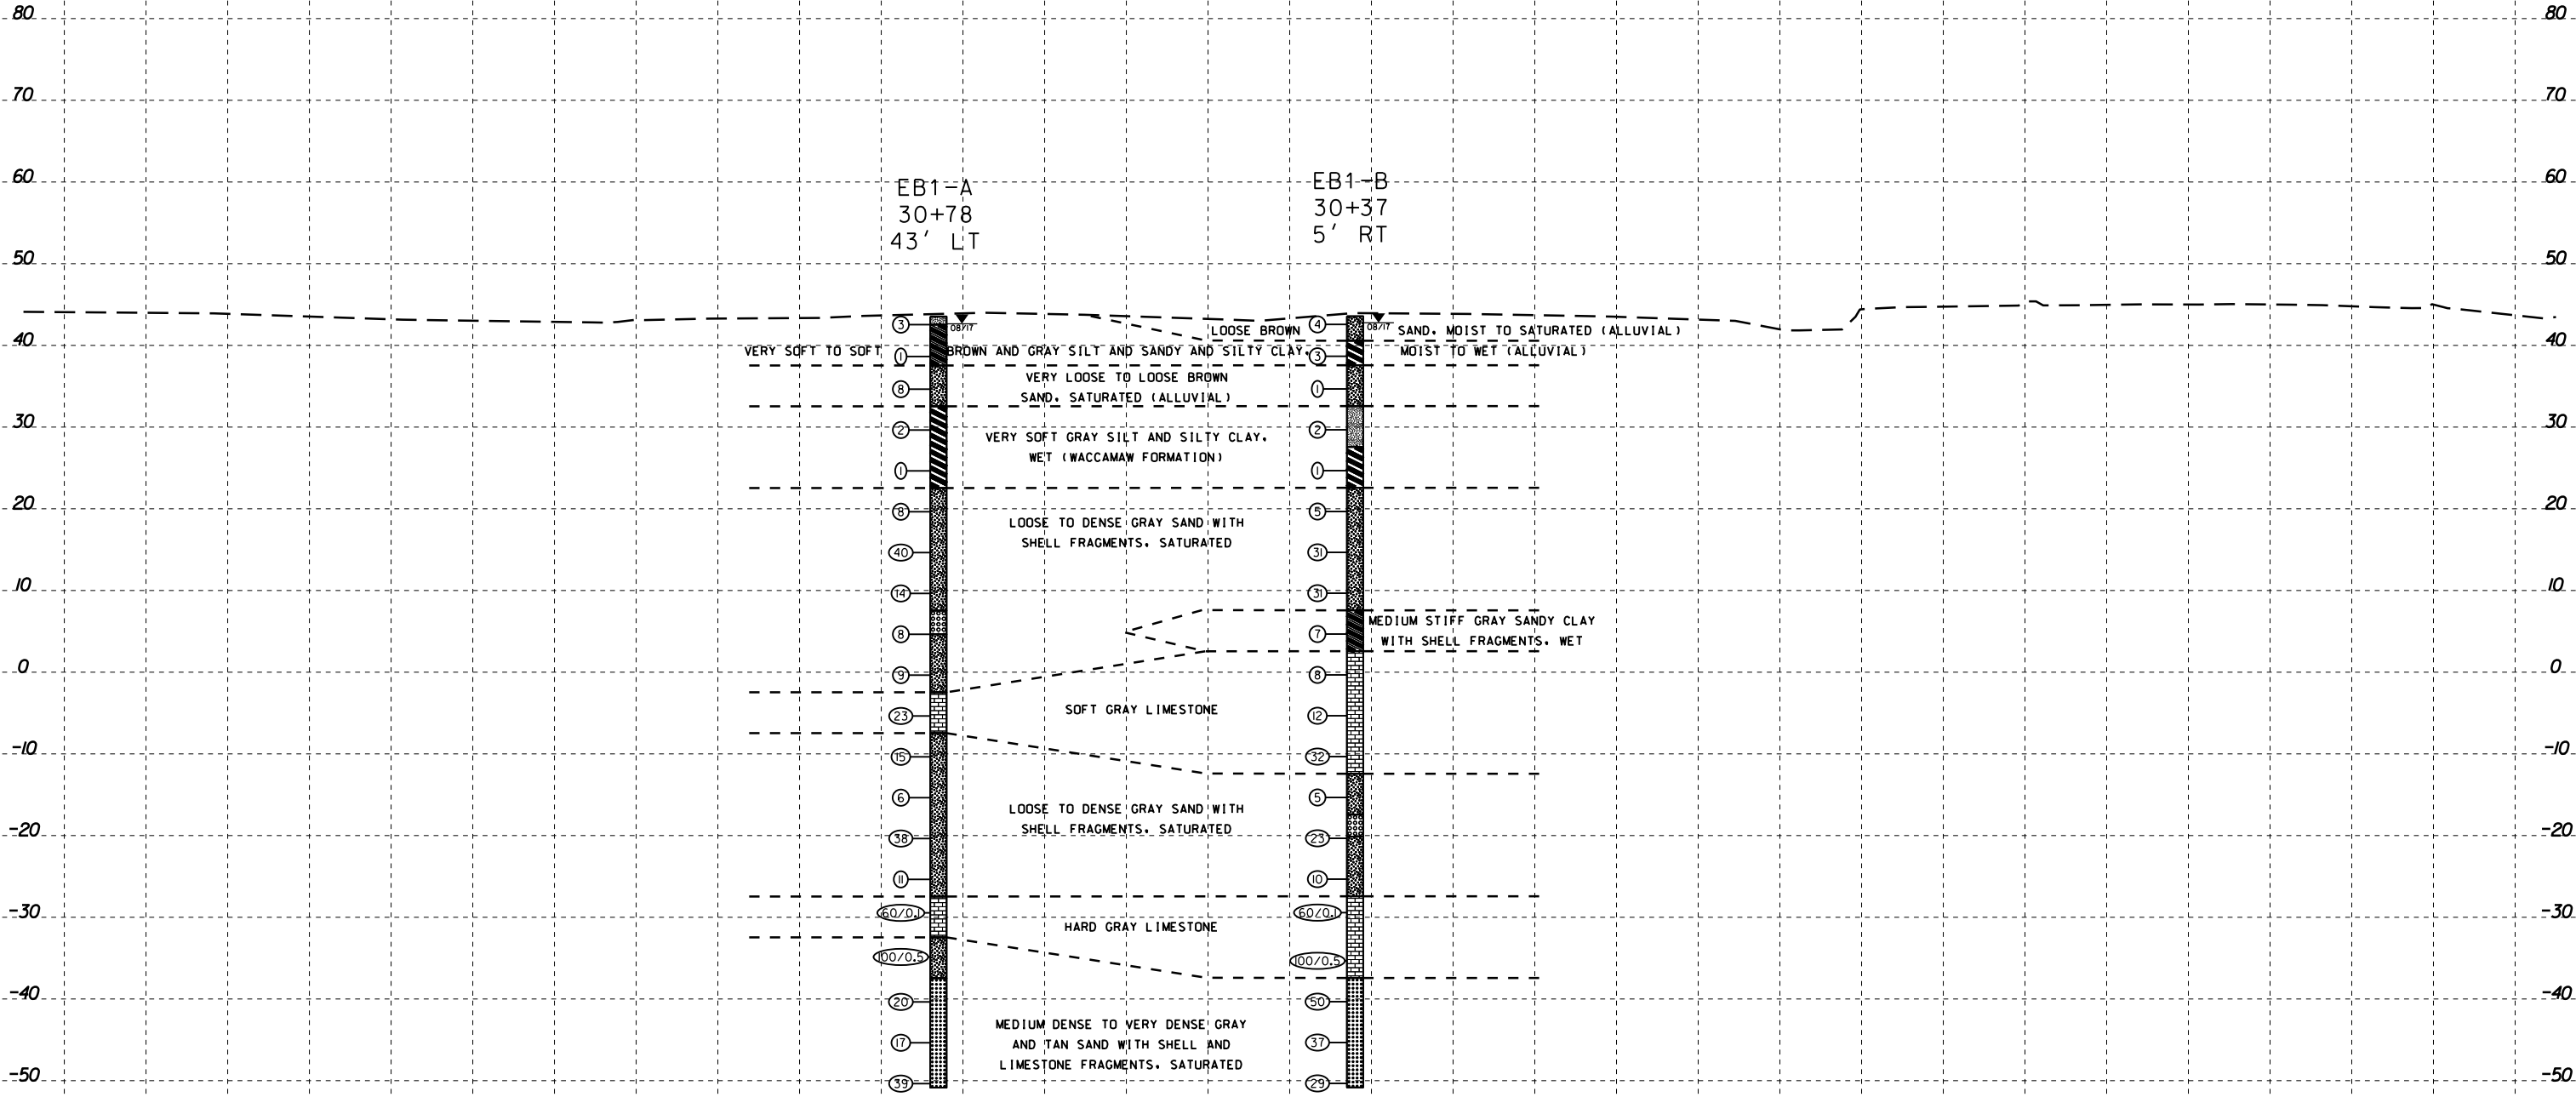 80 80
70 70
60 60
EB1-A EB1-B
30+78 30+37
43' LT 5' RT
50 50
3 08/17 4 08/17
LOOSE BROWN SAND. MOIST TO SATURATED (ALLUVIAL)
40 40
VERY SOFT TO SOFT BROWN AND GRAY SILT AND SANDY AND SILTY CLAY. MOIST TO WET (ALLUVIAL)
1 3
VERY LOOSE TO LOOSE BROWN
8 1
SAND. SATURATED (ALLUVIAL)
30 30
2 2
VERY SOFT GRAY SILT AND SILTY CLAY.
WET (WACCAMAW FORMATION)
1 1
20 20
8 5
LOOSE TO DENSE GRAY SAND WITH
SHELL FRAGMENTS. SATURATED
40 31
10 10
14 31
MEDIUM STIFF GRAY SANDY CLAY
8 7
WITH SHELL FRAGMENTS. WET
0 0
9 8
SOFT GRAY LIMESTONE
23 12
-10 -10
15 32
6 5
LOOSE TO DENSE GRAY SAND WITH
SHELL FRAGMENTS. SATURATED
-20 -20
38 23
11 10
-30 -30
60/0.1 60/0.1
HARD GRAY LIMESTONE
100/0.5 100/0.5
-40 -40
20 50
MEDIUM DENSE TO VERY DENSE GRAY
AND TAN SAND WITH SHELL AND
17 37
LIMESTONE FRAGMENTS. SATURATED
-50 -50
39 29